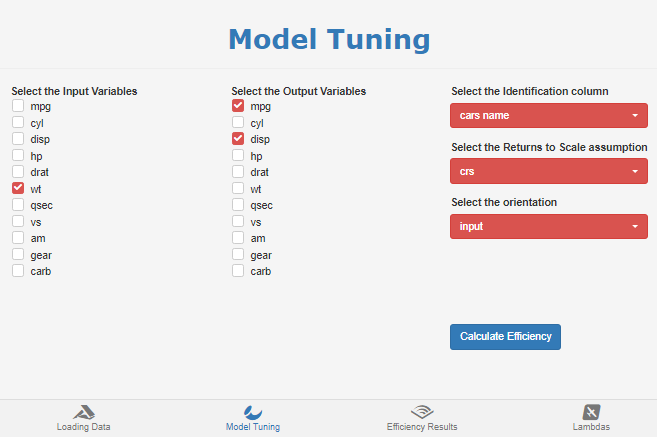 Model Tuning
Select the Input Variables
mpg
cyl
disp
hp
drat
wt
qsec
vs
am
gear
carb
Select the Output Variables
mpg
cyl
disp
hp
drat
wt
qsec
vs
am
gear
carb
Select the Identification column
cars name
Select the Returns to Scale assumption
crs
Select the orientation
input
Calculate Efficiency
Loading Data
Model Tuning
Efficiency Results
Lambdas